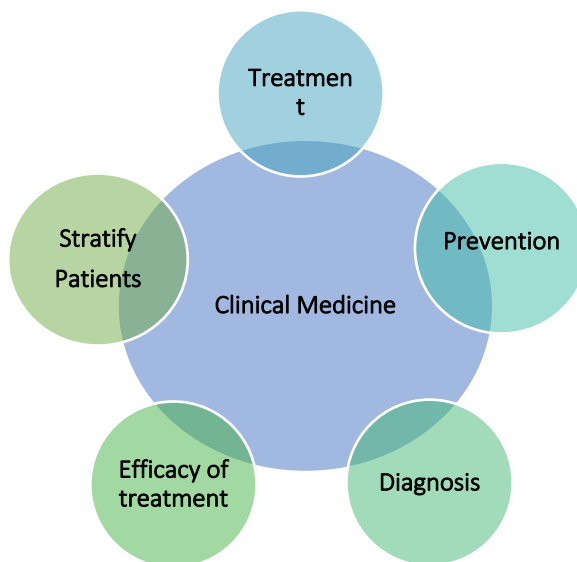 Treatmen
t
Stratify
Patients
Prevention
Clinical Medicine
Efficacy of
treatment
Diagnosis